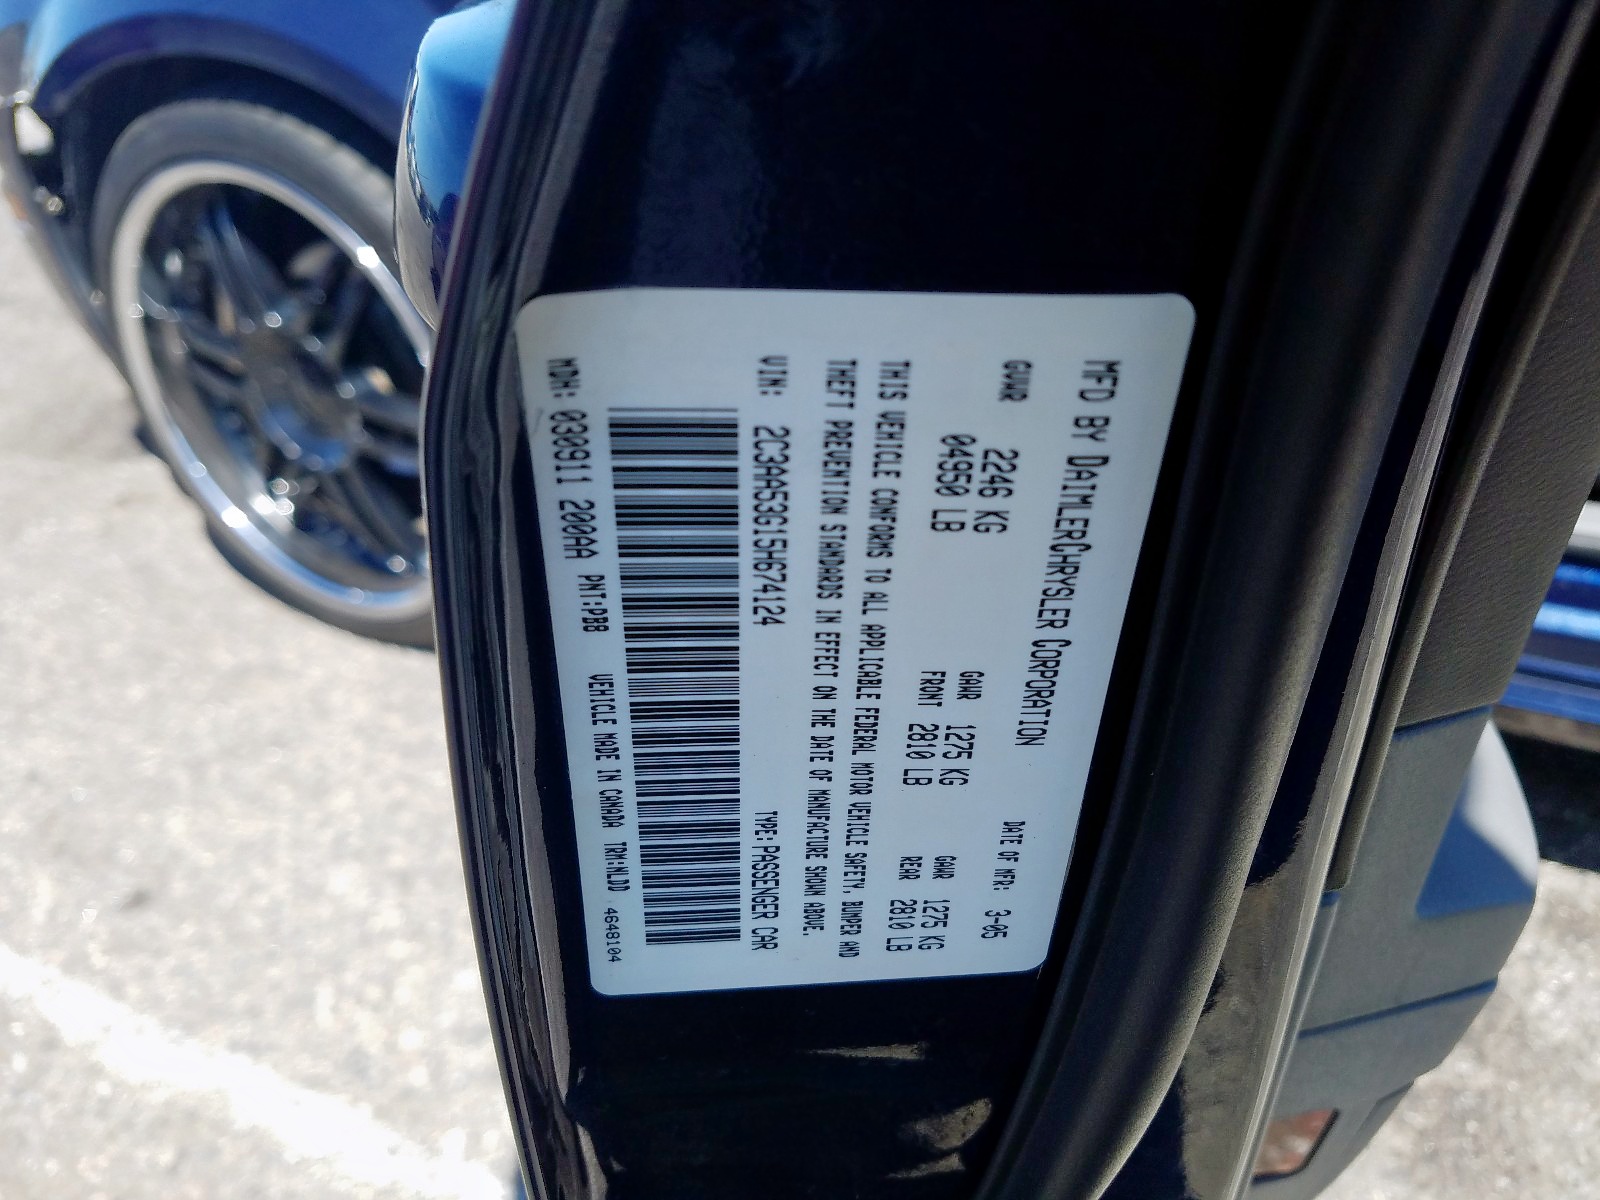 MFD BY DAIMLERCHRYSLER CORPORATION DATE OF MFR: 3-05
GVWR 2246 KG GAWR 1275 KG GAWR 1275 KG
04950 LB FRONT 2810 LB REAR 2810 LB
THIS VEHICLE CONFORMS TO ALL APPLICABLE FEDERAL MOTOR VEHICLE SAFETY, BUMPER AND
THEFT PREVENTION STANDARDS IN EFFECT ON THE DATE OF MANUFACTURE SHOWN ABOVE.
VIN: 2C3AA53G15H674124 TYPE: PASSENGER CAR
MDH: 030911 200AA PNT:PB8 VEHICLE MADE IN CANADA TRM:MLDD 4648104